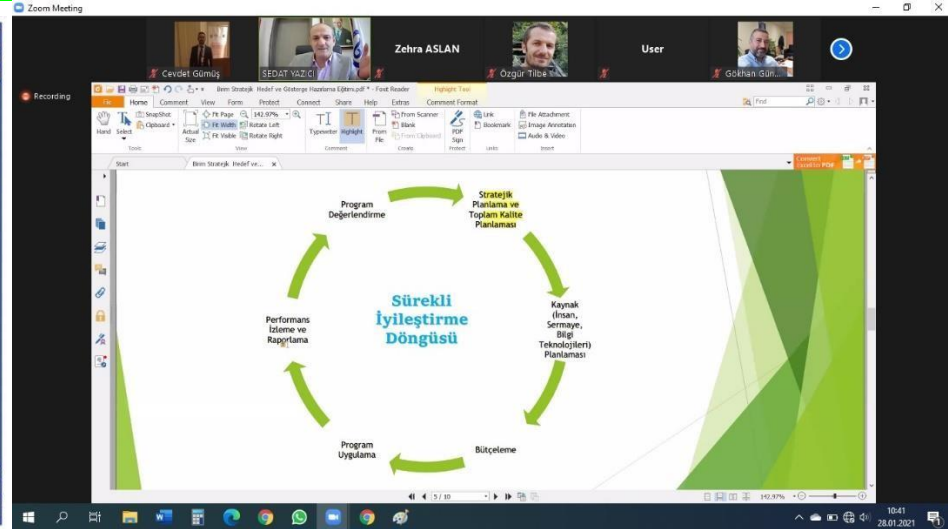 Zoom Meeting
Recording
Cevdet Gümüş
SEDAT YAZICI
Zehra ASLAN
Özgür Tilbe
User
Gökhan Gün...
Birim Stratejik Hedef ve Gösterge Hazırlama Eğitim.pdf * - Foxit Reader
Highlight Text
File
Home
Comment
View
Form
Protect
Connect
Share
Help
Extras
Comment Format
Find
Hand
Select
SnapShot
Clipboard
Actual Size
Fit Page
Fit Width
Fit Visible
142.97%
Rotate Left
Rotate Right
Typewriter
Highlight
From File
From Scanner
Blank
From Clipboard
PDF Sign
Link
Bookmark
File Attachment
Image Annotation
Audio & Video
Tools
View
Comment
Create
Protect
Links
Insert
Start
Birim Stratejik Hedef ve...
Program
Değerlendirme
Stratejik
Planlama ve
Toplam Kalite
Planlaması
Sürekli
İyileştirme
Döngüsü
Kaynak
(İnsan,
Sermaye,
Bilgi
Teknolojileri)
Planlaması
Performans
İzleme ve
Raporlama
Program
Uygulama
Bütçeleme
5 / 10
142.97%
10:41
28.01.2021